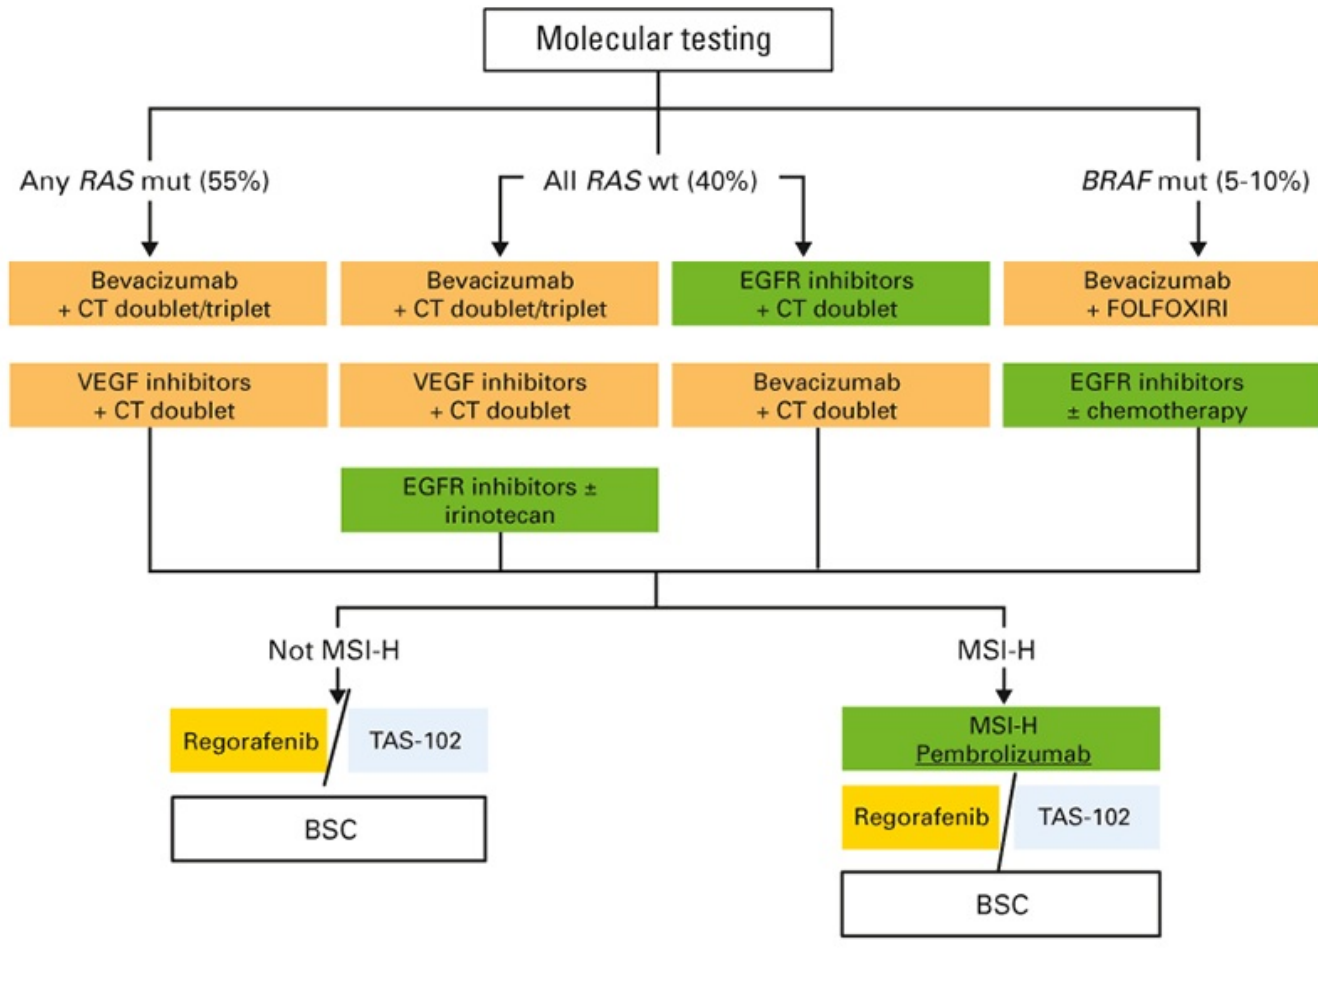 Molecular testing
Any RAS mut (55%)
All RAS wt (40%)
BRAF mut (5-10%)
Bevacizumab
+ CT doublet/triplet
Bevacizumab
+ CT doublet/triplet
EGFR inhibitors
+ CT doublet
Bevacizumab
+ FOLFOXIRI
VEGF inhibitors
+ CT doublet
VEGF inhibitors
+ CT doublet
Bevacizumab
+ CT doublet
EGFR inhibitors
± chemotherapy
EGFR inhibitors ±
irinotecan
Not MSI-H
MSI-H
Regorafenib
TAS-102
BSC
MSI-H
Pembrolizumab
Regorafenib
TAS-102
BSC